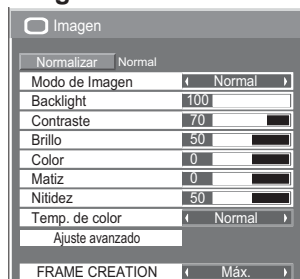 Imagen
Normalizar Normal
Modo de Imagen Normal
Backlight 100
Contraste 70
Brillo 50
Color 0
Matiz 0
Nitidez 50
Temp. de color Normal
Ajuste avanzado
FRAME CREATION Máx.